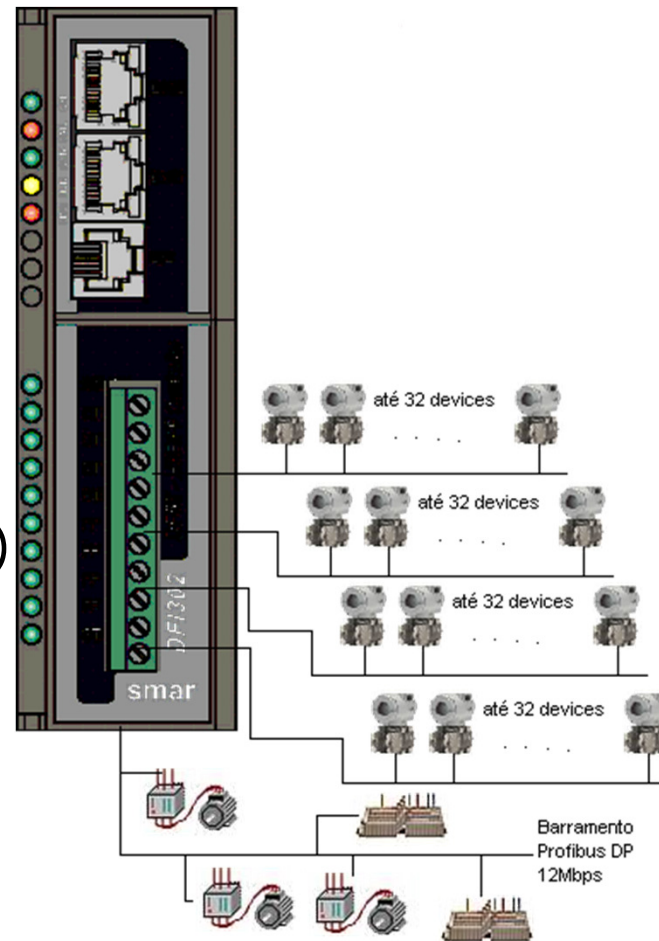 até 32 devices
. . . .
até 32 devices
. . . .
)
até 32 devices
. . . .
DFI302
smar
até 32 devices
. . . .
Barramento
Profibus DP
12Mbps